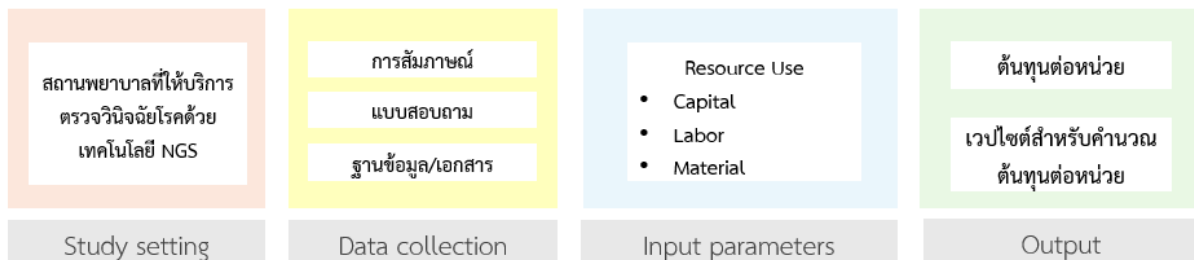 สถานพยาบาลที่ให้บริการ
ตรวจวินิจฉัยโรคด้วย
เทคโนโลยี NGS
Study setting
การสัมภาษณ์
แบบสอบถาม
ฐานข้อมูล/เอกสาร
Data collection
Resource Use
• Capital
• Labor
• Material
Input parameters
ต้นทุนต่อหน่วย
เวปไซต์สำหรับคำนวณ
ต้นทุนต่อหน่วย
Output